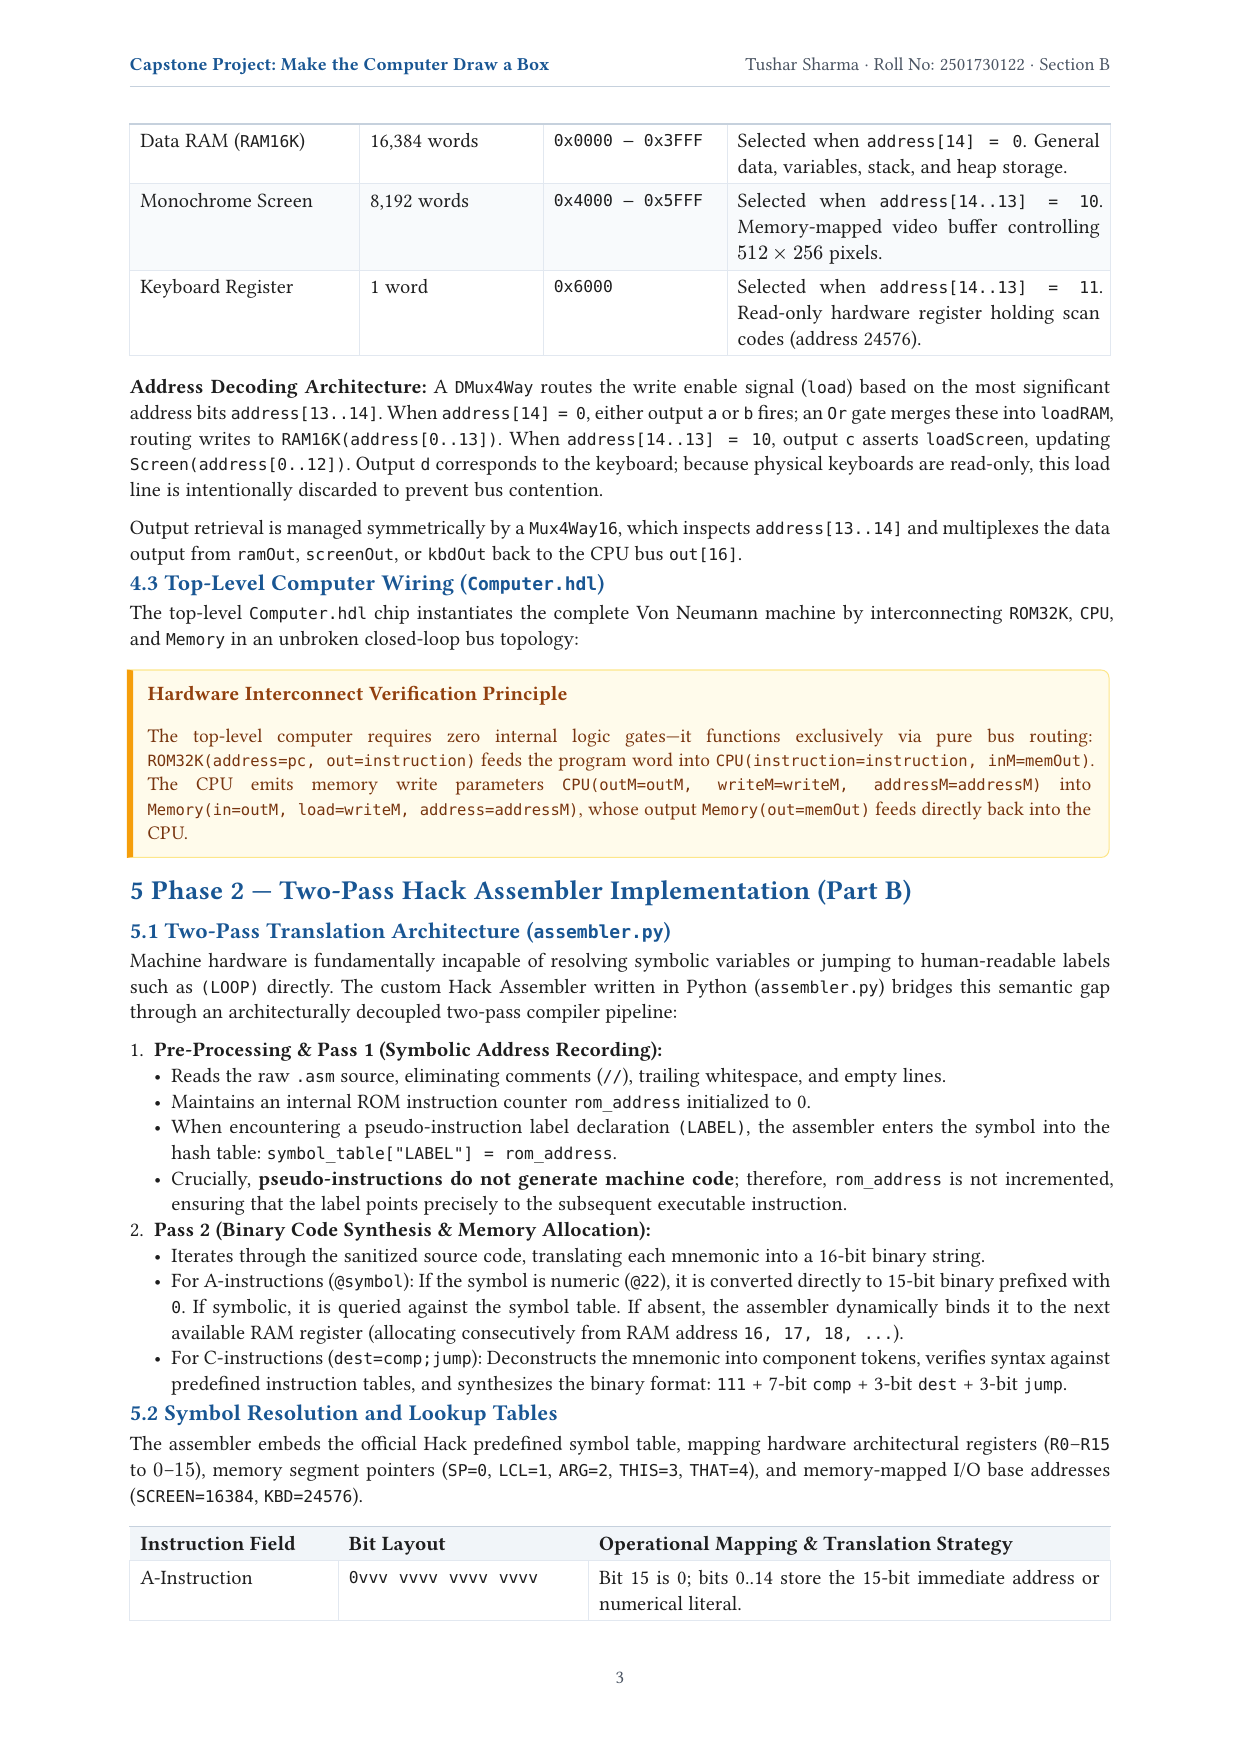 Capstone Project: Make the Computer Draw a Box
Tushar Sharma · Roll No: 2501730122 · Section B
Data RAM (RAM16K)
16,384 words
0x0000 – 0x3FFF
Selected when address[14] = 0. General
data, variables, stack, and heap storage.
Monochrome Screen
8,192 words
0x4000 – 0x5FFF
Selected when address[14..13] = 10.
Memory-mapped video buffer controlling
512 × 256 pixels.
Keyboard Register
1 word
0x6000
Selected when address[14..13] = 11.
Read-only hardware register holding scan
codes (address 24576).
Address Decoding Architecture: A DMux4Way routes the write enable signal (load) based on the most significant
address bits address[13..14]. When address[14] = 0, either output a or b fires; an Or gate merges these into loadRAM,
routing writes to RAM16K(address[0..13]). When address[14..13] = 10, output c asserts loadScreen, updating
Screen(address[0..12]). Output d corresponds to the keyboard; because physical keyboards are read-only, this load
line is intentionally discarded to prevent bus contention.
Output retrieval is managed symmetrically by a Mux4Way16, which inspects address[13..14] and multiplexes the data
output from ramOut, screenOut, or kbdOut back to the CPU bus out[16].
4.3 Top-Level Computer Wiring (Computer.hdl)
The top-level Computer.hdl chip instantiates the complete Von Neumann machine by interconnecting ROM32K, CPU,
and Memory in an unbroken closed-loop bus topology:
Hardware Interconnect Verification Principle
The top-level computer requires zero internal logic gates—it functions exclusively via pure bus routing:
ROM32K(address=pc, out=instruction) feeds the program word into CPU(instruction=instruction, inM=memOut).
The CPU emits memory write parameters CPU(outM=outM, writeM=writeM, addressM=addressM) into
Memory(in=outM, load=writeM, address=addressM), whose output Memory(out=memOut) feeds directly back into the
CPU.
5 Phase 2 — Two-Pass Hack Assembler Implementation (Part B)
5.1 Two-Pass Translation Architecture (assembler.py)
Machine hardware is fundamentally incapable of resolving symbolic variables or jumping to human-readable labels
such as (LOOP) directly. The custom Hack Assembler written in Python (assembler.py) bridges this semantic gap
through an architecturally decoupled two-pass compiler pipeline:
1. Pre-Processing & Pass 1 (Symbolic Address Recording):
• Reads the raw .asm source, eliminating comments (//), trailing whitespace, and empty lines.
• Maintains an internal ROM instruction counter rom_address initialized to 0.
• When encountering a pseudo-instruction label declaration (LABEL), the assembler enters the symbol into the
hash table: symbol_table["LABEL"] = rom_address.
• Crucially, pseudo-instructions do not generate machine code; therefore, rom_address is not incremented,
ensuring that the label points precisely to the subsequent executable instruction.
2. Pass 2 (Binary Code Synthesis & Memory Allocation):
• Iterates through the sanitized source code, translating each mnemonic into a 16-bit binary string.
• For A-instructions (@symbol): If the symbol is numeric (@22), it is converted directly to 15-bit binary prefixed with
0. If symbolic, it is queried against the symbol table. If absent, the assembler dynamically binds it to the next
available RAM register (allocating consecutively from RAM address 16, 17, 18, ...).
• For C-instructions (dest=comp;jump): Deconstructs the mnemonic into component tokens, verifies syntax against
predefined instruction tables, and synthesizes the binary format: 111 + 7-bit comp + 3-bit dest + 3-bit jump.
5.2 Symbol Resolution and Lookup Tables
The assembler embeds the official Hack predefined symbol table, mapping hardware architectural registers (R0–R15
to 0–15), memory segment pointers (SP=0, LCL=1, ARG=2, THIS=3, THAT=4), and memory-mapped I/O base addresses
(SCREEN=16384, KBD=24576).
Instruction Field
Bit Layout
Operational Mapping & Translation Strategy
A-Instruction
0vvv vvvv vvvv vvvv
Bit 15 is 0; bits 0..14 store the 15-bit immediate address or
numerical literal.
3